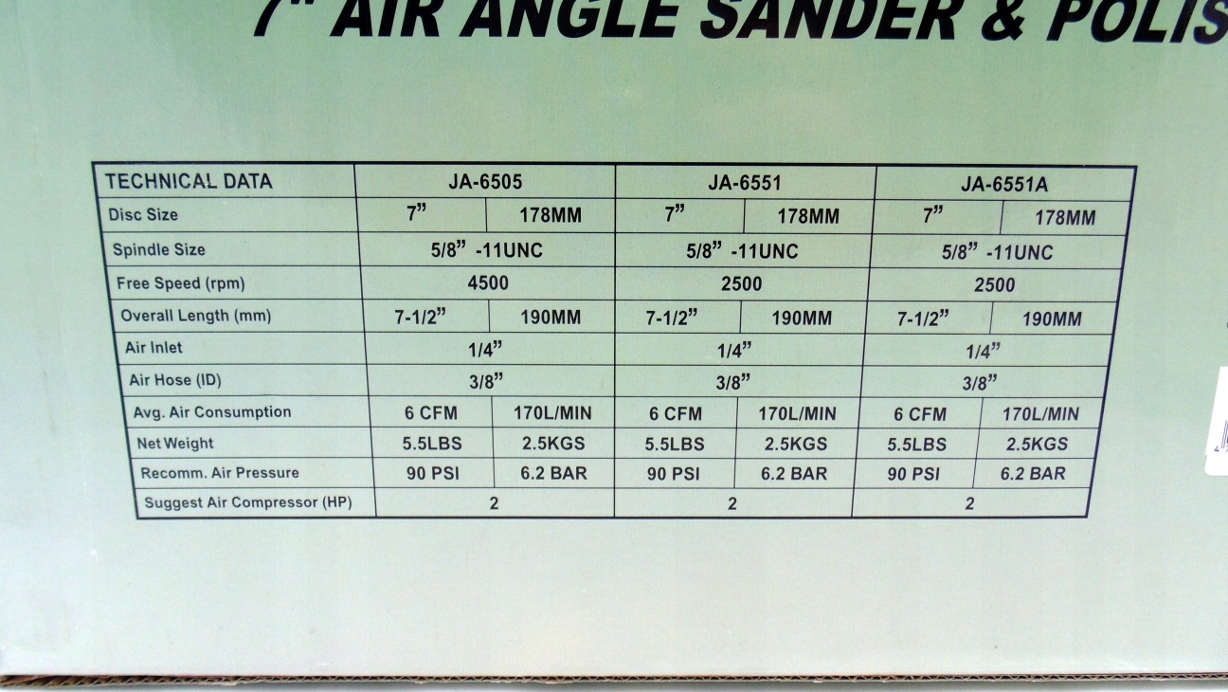 7" AIR ANGLE SANDER & POLIS
TECHNICAL DATA JA-6505 JA-6551 JA-6551A
Disc Size 7” 178MM 7” 178MM 7” 178MM
Spindle Size 5/8” -11UNC 5/8” -11UNC 5/8” -11UNC
Free Speed (rpm) 4500 2500 2500
Overall Length (mm) 7-1/2” 190MM 7-1/2” 190MM 7-1/2” 190MM
Air Inlet 1/4” 1/4” 1/4”
Air Hose (ID) 3/8” 3/8” 3/8”
Avg. Air Consumption 6 CFM 170L/MIN 6 CFM 170L/MIN 6 CFM 170L/MIN
Net Weight 5.5LBS 2.5KGS 5.5LBS 2.5KGS 5.5LBS 2.5KGS
Recomm. Air Pressure 90 PSI 6.2 BAR 90 PSI 6.2 BAR 90 PSI 6.2 BAR
Suggest Air Compressor (HP) 2 2 2